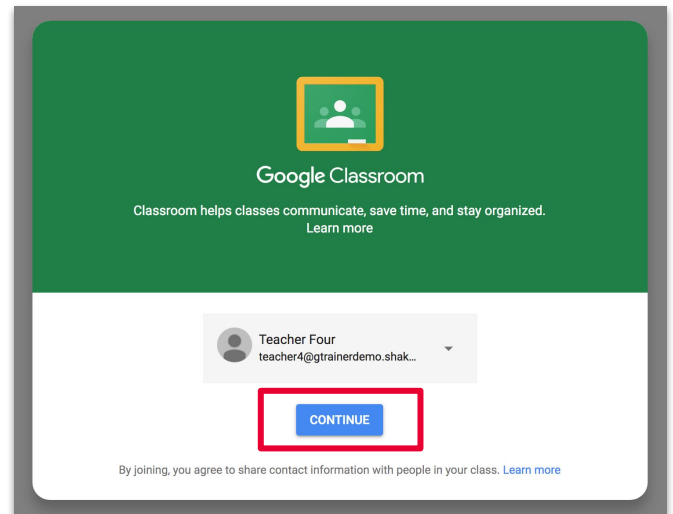 Google Classroom
Classroom helps classes communicate, save time, and stay organized.
Learn more
Teacher Four
teacher4@gtrainerdemo.shak...
CONTINUE
By joining, you agree to share contact information with people in your class. Learn more